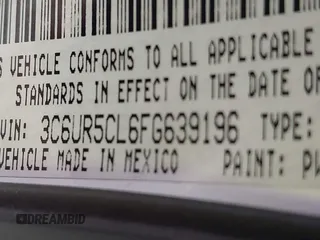 VEHICLE CONFORMS TO ALL APPLICABLE
STANDARDS IN EFFECT ON THE DATE OF
VIN: 3C6UR5CL6FG639196 TYPE:
VEHICLE MADE IN MEXICO PAINT: PW
DREAMBID